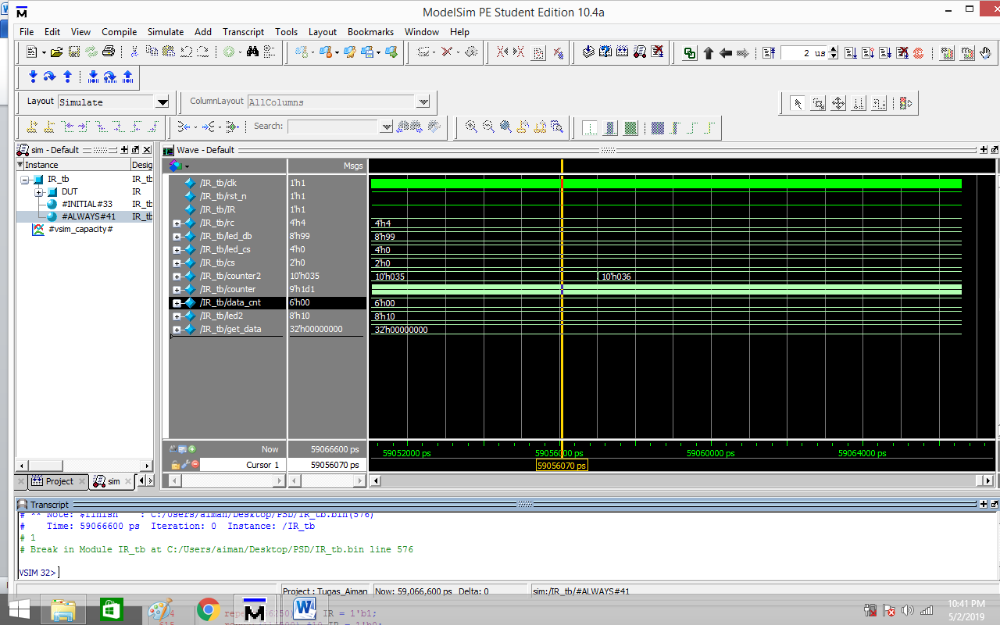 ModelSim PE Student Edition 10.4a
File Edit View Compile Simulate Add Transcript Tools Layout Bookmarks Window Help
2 us
Layout Simulate
ColumnLayout AllColumns
Search:
sim - Default
Wave - Default
Instance Desig
Msgs
IR_tb IR_tb
DUT IR
#INITIAL#33 IR_tb
#ALWAYS#41 IR_tb
#vsim_capacity#
/IR_tb/clk 1'h1
/IR_tb/rst_n 1'h1
/IR_tb/IR 1'h1
/IR_tb/rc 4'h4 4'h4
/IR_tb/led_db 8'h99 8'h99
/IR_tb/led_cs 4'h0 4'h0
/IR_tb/cs 2'h0 2'h0
/IR_tb/counter2 10'h035 10'h035 10'h036
/IR_tb/counter 9'h1d1
/IR_tb/data_cnt 6'h00 6'h00
/IR_tb/led2 8'h10 8'h10
/IR_tb/get_data 32'h00000000 32'h00000000
Now 59066600 ps 59052000 ps 59056000 ps 59060000 ps 59064000 ps
Cursor 1 59056070 ps 59056070 ps
Project sim
Transcript
# ** Note: $finish : C:/Users/aiman/Desktop/PSD/IR_tb.bin(576)
# Time: 59066600 ps Iteration: 0 Instance: /IR_tb
# 1
# Break in Module IR_tb at C:/Users/aiman/Desktop/PSD/IR_tb.bin line 576
VSIM 32>
Project : Tugas_Aiman Now: 59,066,600 ps Delta: 0 sim:/IR_tb/#ALWAYS#41
IR = 1'b1;
IR = 1'h0;
10:41 PM
5/2/2019